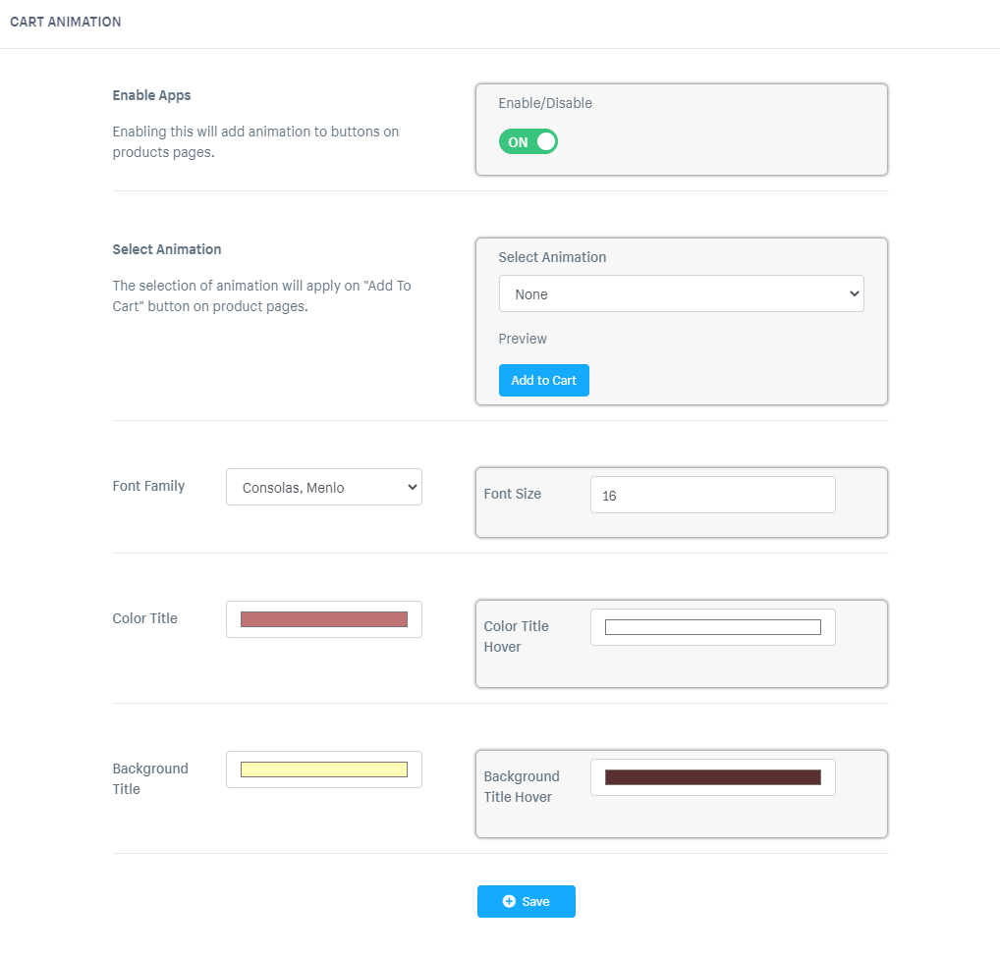 CART ANIMATION
Enable Apps
Enabling this will add animation to buttons on
products pages.
Enable/Disable
ON
Select Animation
The selection of animation will apply on "Add To
Cart" button on product pages.
Select Animation
None
Preview
Add to Cart
Font Family
Consolas, Menlo
Font Size
16
Color Title
Color Title
Hover
Background
Title
Background
Title Hover
Save